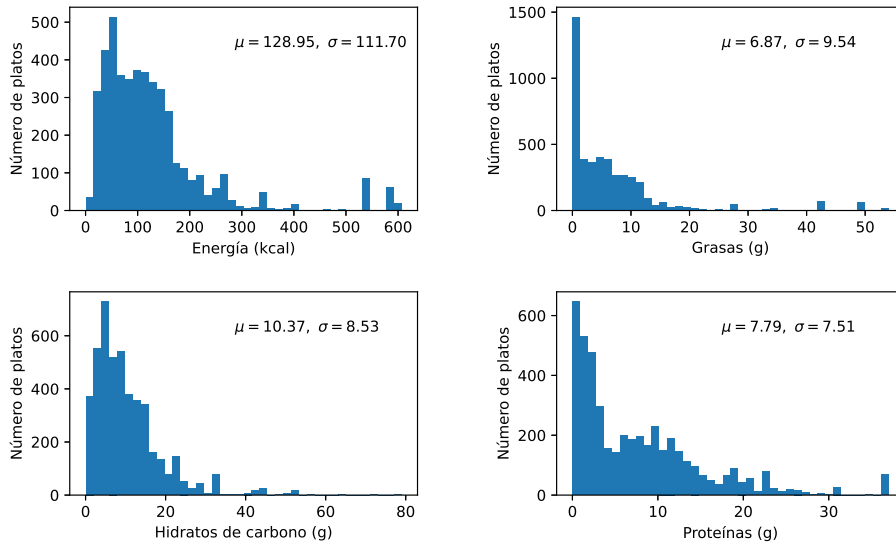 500
400
300
200
100
0
Número de platos
μ = 128.95, σ = 111.70
0 100 200 300 400 500 600
Energía (kcal)
1500
1000
500
0
Número de platos
μ = 6.87, σ = 9.54
0 10 20 30 40 50
Grasas (g)
600
400
200
0
Número de platos
μ = 10.37, σ = 8.53
0 20 40 60 80
Hidratos de carbono (g)
600
400
200
0
Número de platos
μ = 7.79, σ = 7.51
0 10 20 30
Proteínas (g)